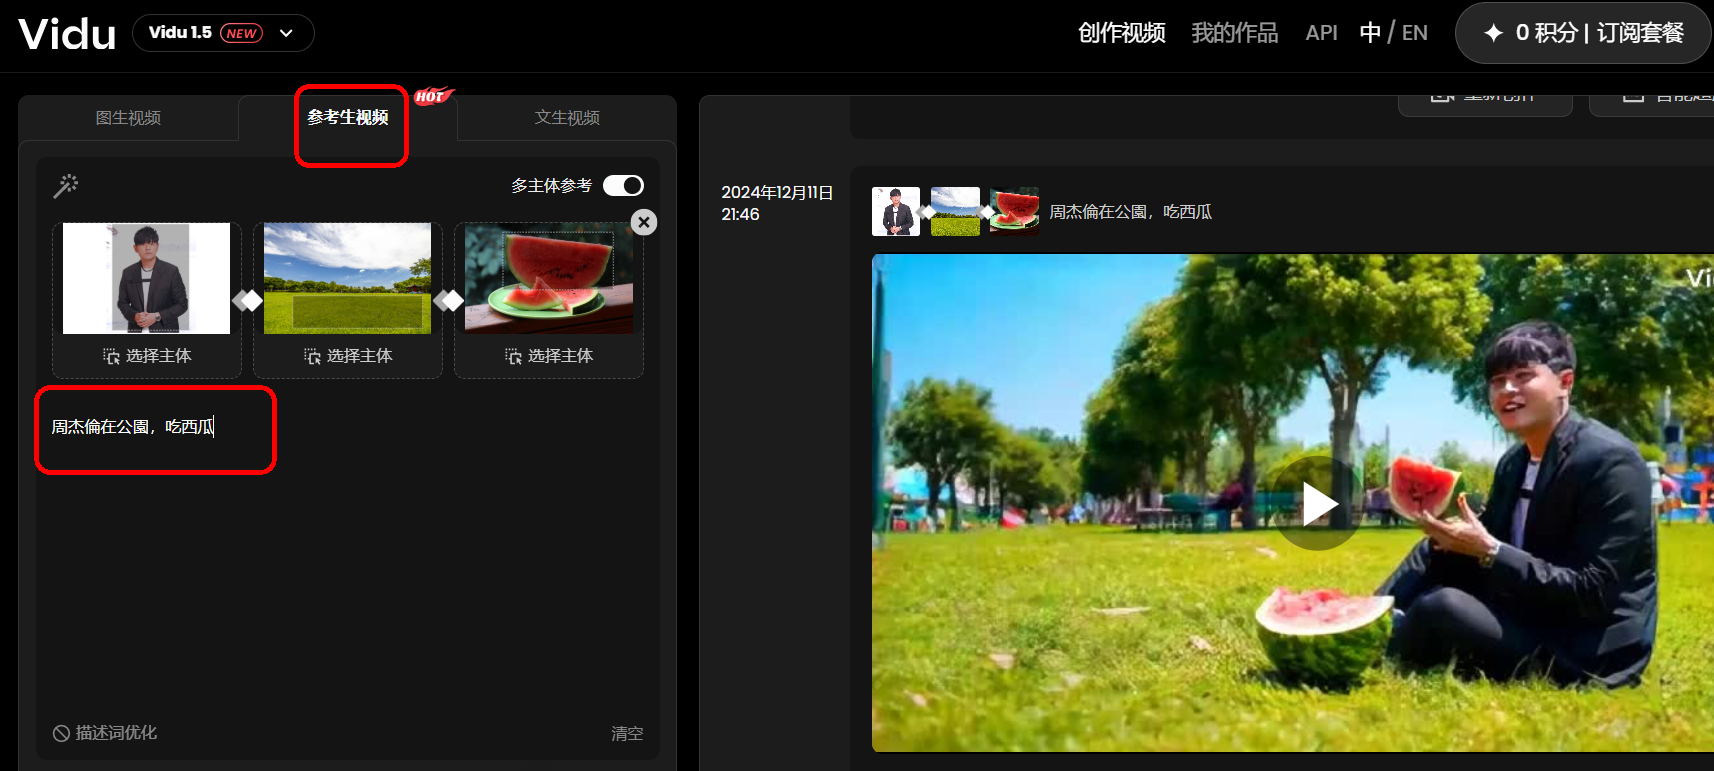 Vidu
Vidu 1.5 NEW
创作视频 我的作品 API 中 / EN
0 积分 | 订阅套餐
图生视频
参考生视频
HOT
文生视频
多主体参考
选择主体
选择主体
选择主体
周杰倫在公園，吃西瓜
描述词优化
清空
2024年12月11日
21:46
周杰倫在公園，吃西瓜